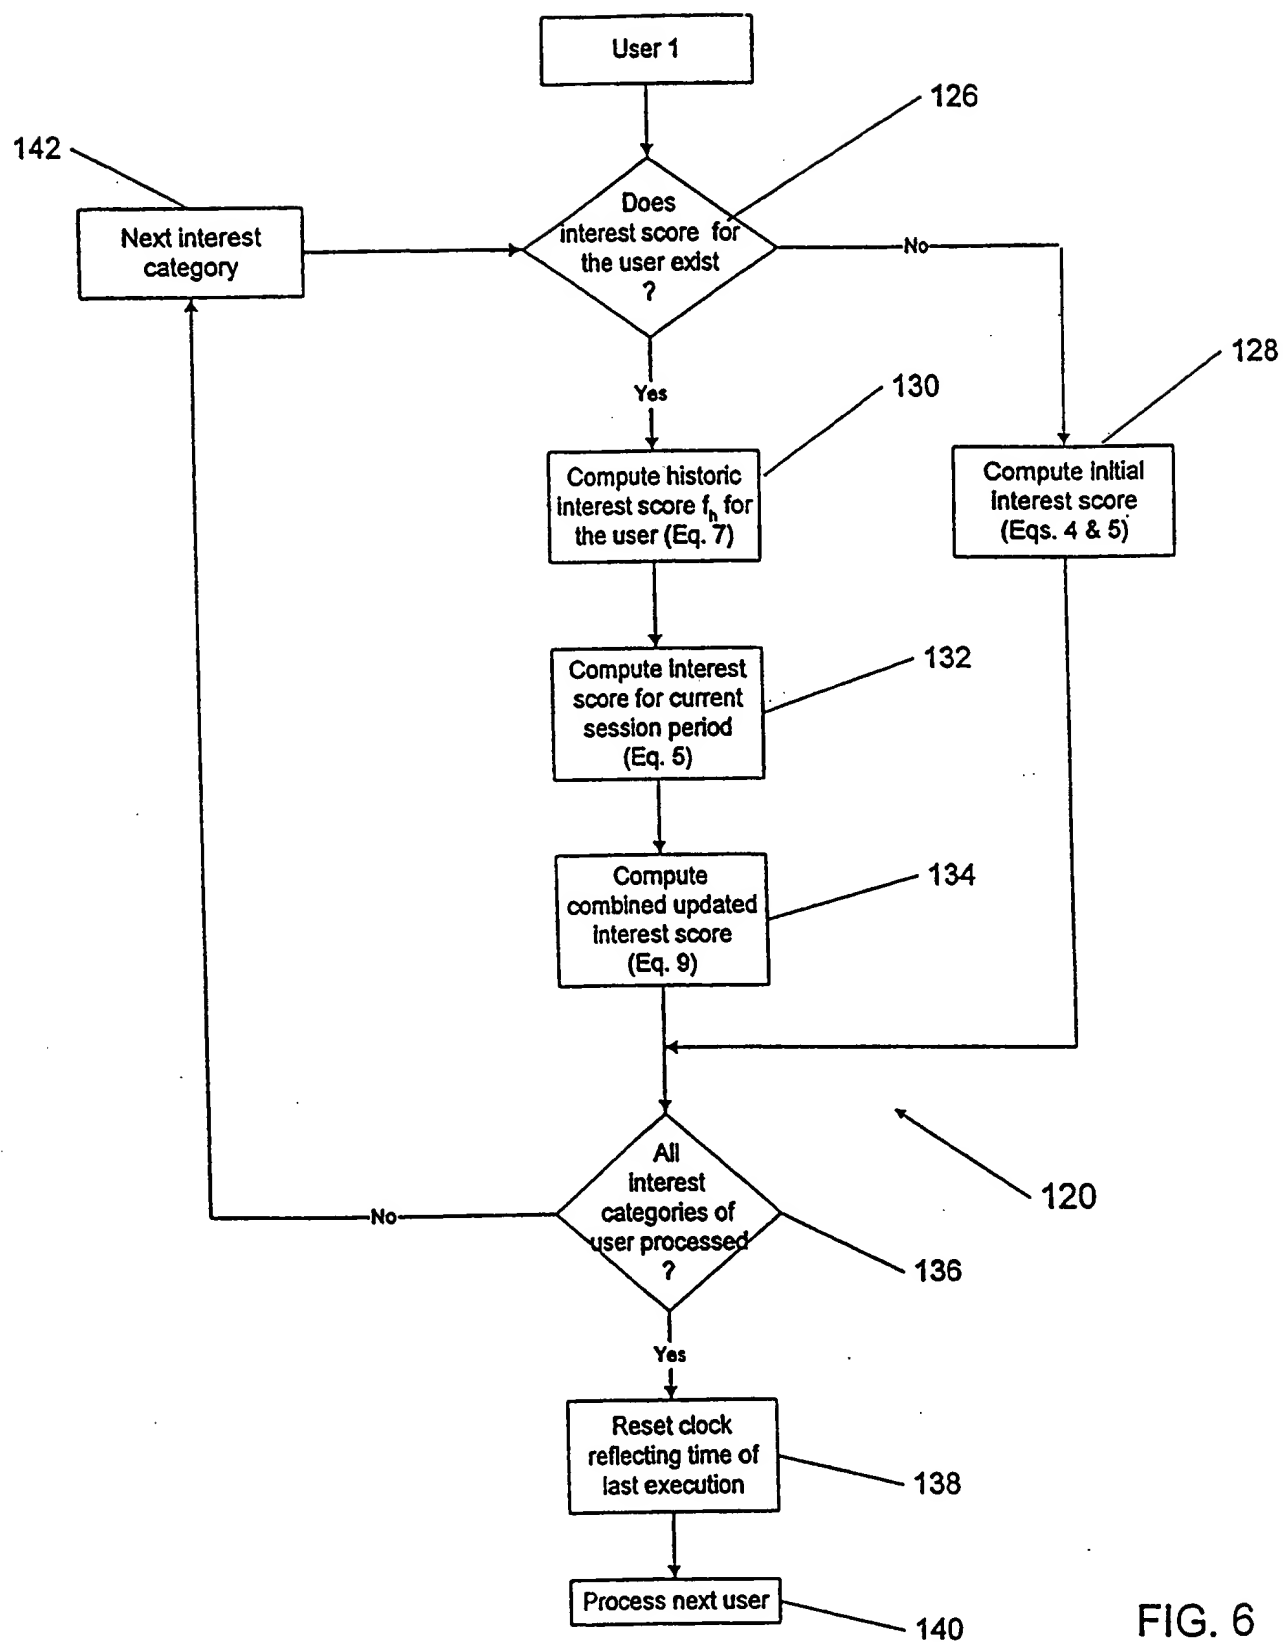 User 1
126
142
Does
interest score for
the user exist
?
Next interest
category
No
128
Yes
130
Compute historic
interest score fh for
the user (Eq. 7)
Compute initial
interest score
(Eqs. 4 & 5)
132
Compute interest
score for current
session period
(Eq. 5)
134
Compute
combined updated
interest score
(Eq. 9)
120
All
interest
categories of
user processed
?
No
136
Yes
Reset clock
reflecting time of
last execution
138
Process next user
140
FIG. 6